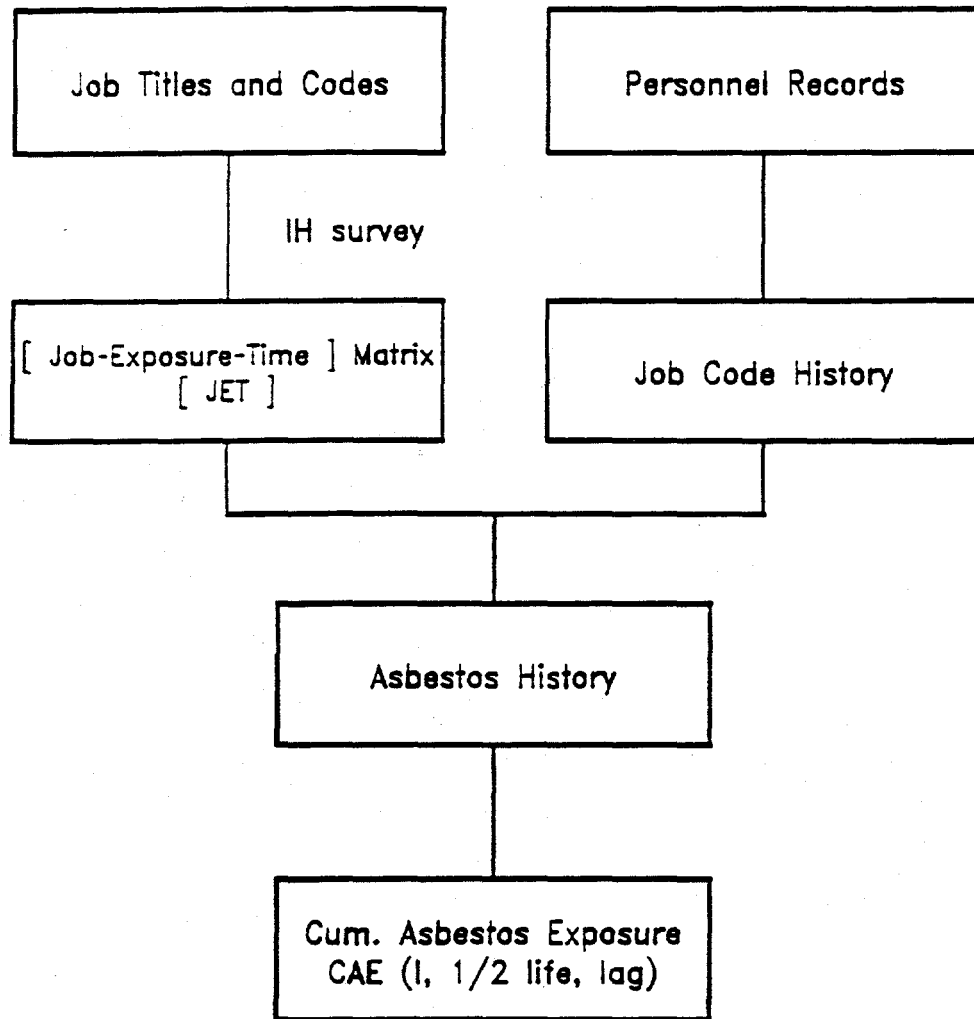 Job Titles and Codes
Personnel Records
IH survey
[ Job-Exposure-Time ] Matrix
[ JET ]
Job Code History
Asbestos History
Cum. Asbestos Exposure
CAE (I, 1/2 life, lag)